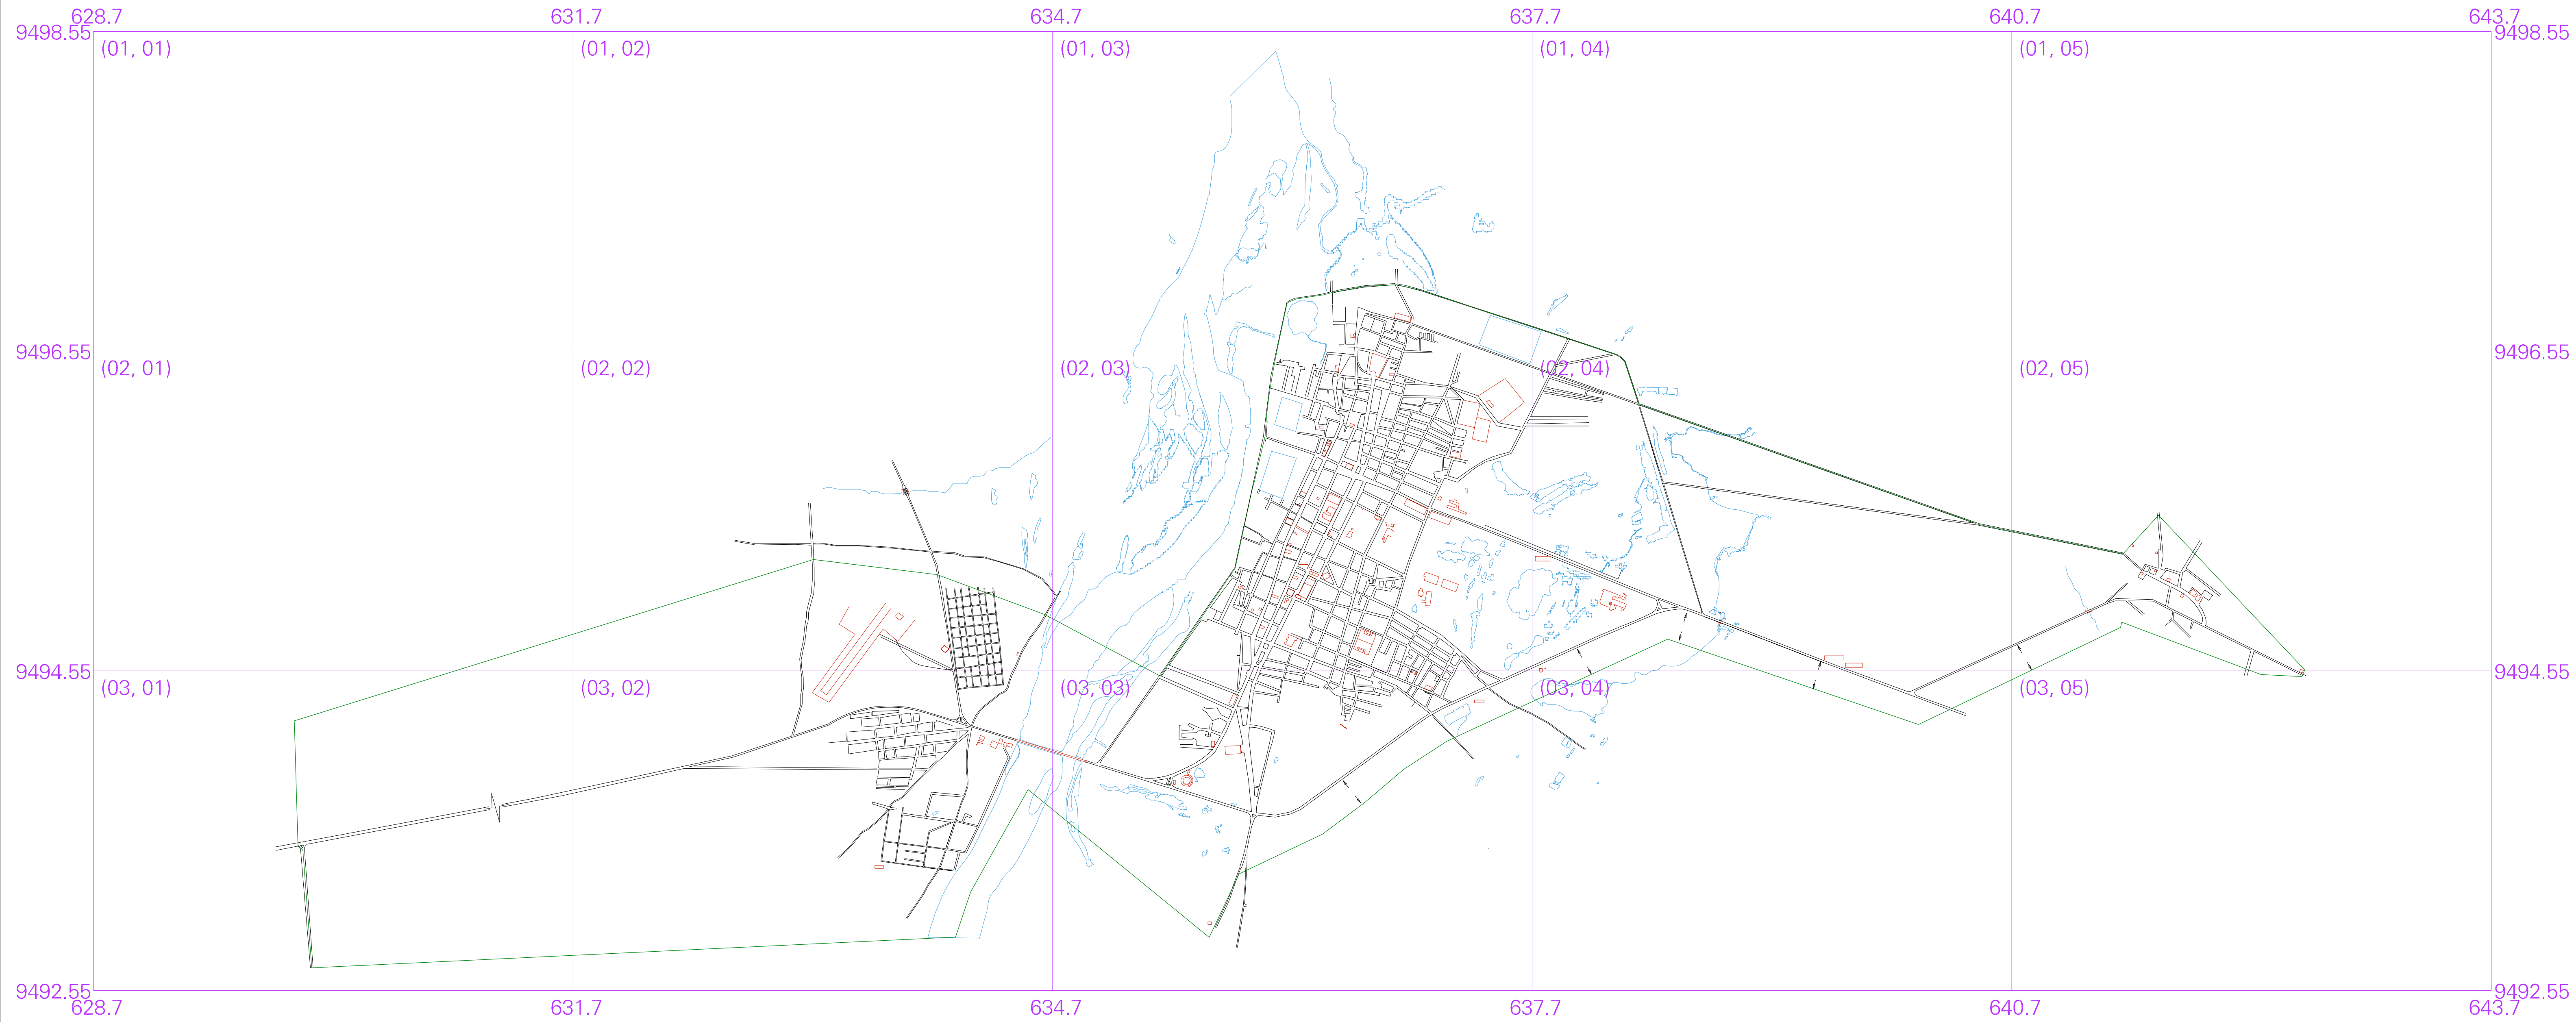 628.7 631.7 634.7 637.7 640.7 643.7
9498.55 9498.55
(01, 01) (01, 02) (01, 03) (01, 04) (01, 05)
9496.55 9496.55
(02, 01) (02, 02) (02, 03) (02, 04) (02, 05)
9494.55 9494.55
(03, 01) (03, 02) (03, 03) (03, 04) (03, 05)
9492.55 9492.55
628.7 631.7 634.7 637.7 640.7 643.7